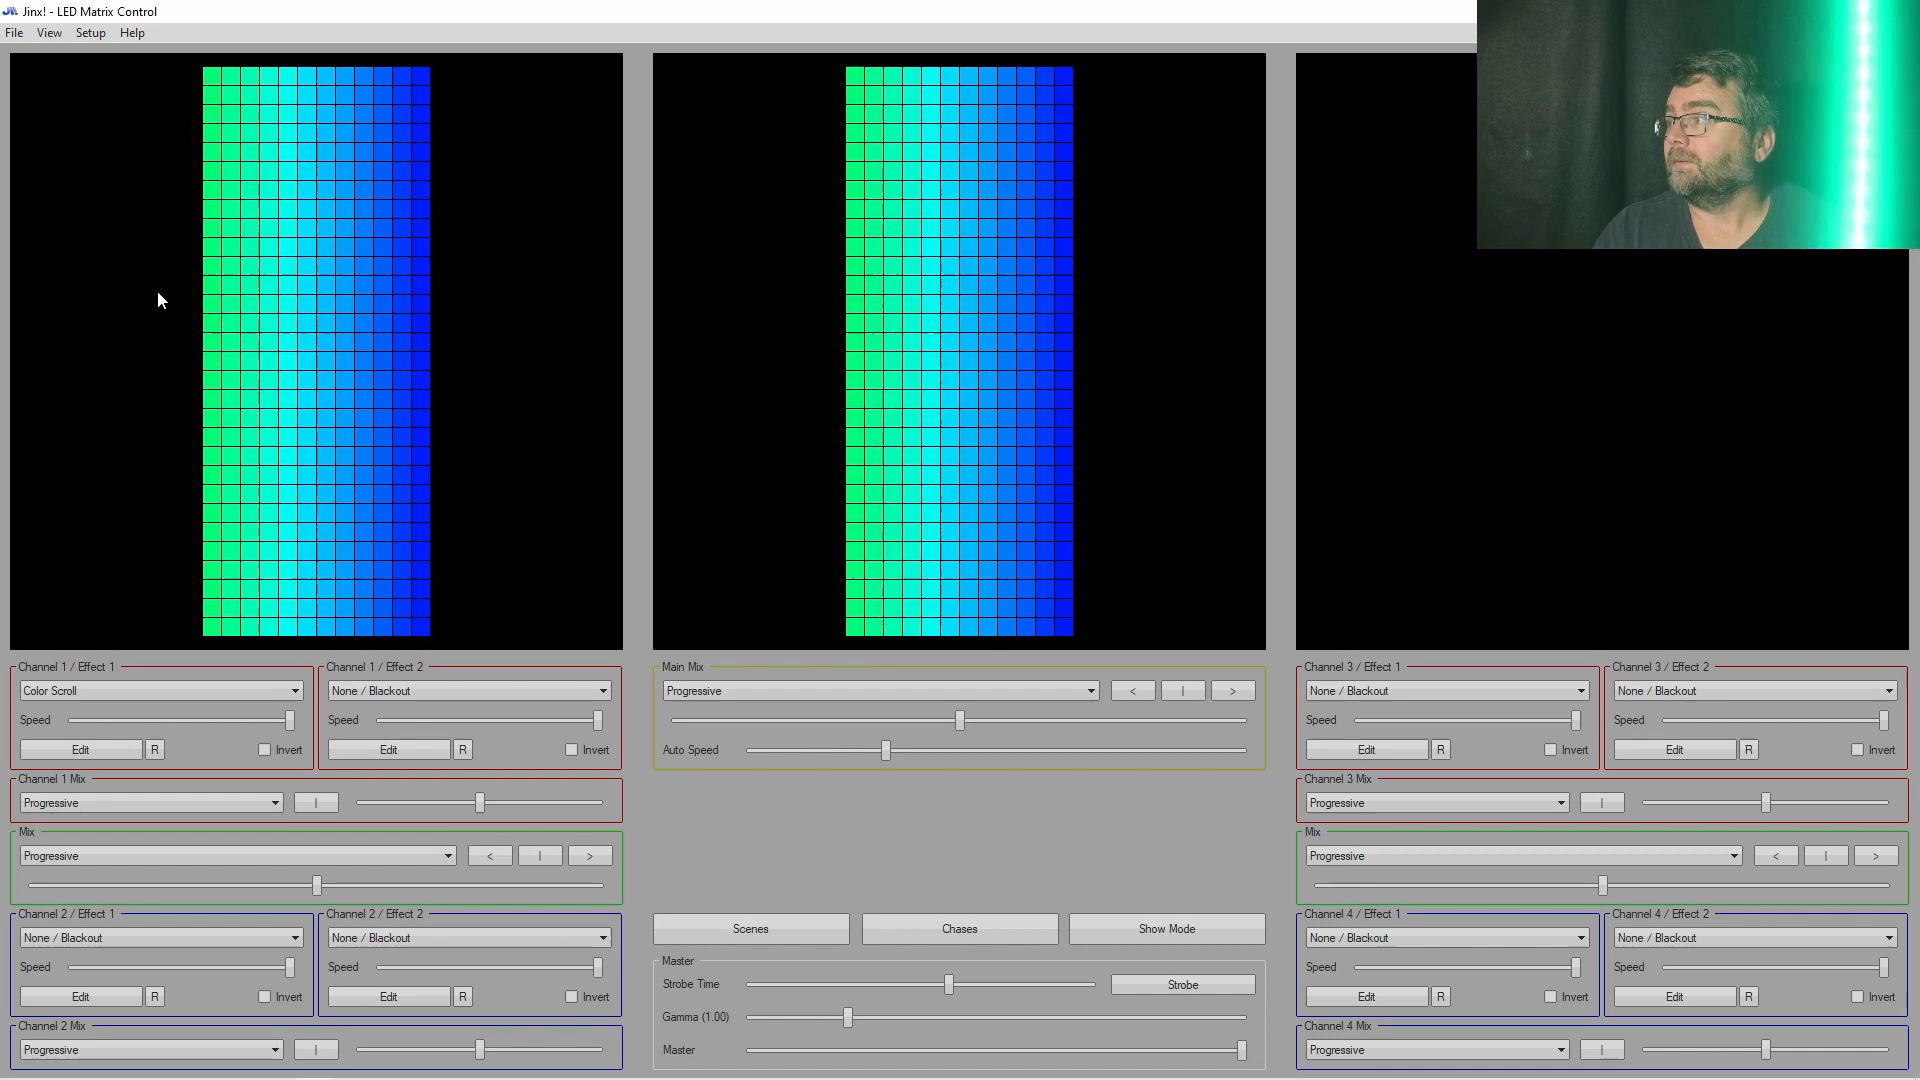 Jinx! - LED Matrix Control
File View Setup Help
Channel 1 / Effect 1
Color Scroll
Speed
Edit R Invert
Channel 1 / Effect 2
None / Blackout
Speed
Edit R Invert
Channel 1 Mix
Progressive |
Mix
Progressive < | >
Channel 2 / Effect 1
None / Blackout
Speed
Edit R Invert
Channel 2 / Effect 2
None / Blackout
Speed
Edit R Invert
Channel 2 Mix
Progressive |
Main Mix
Progressive < | >
Auto Speed
Scenes Chases Show Mode
Master
Strobe Time Strobe
Gamma (1.00)
Master
Channel 3 / Effect 1
None / Blackout
Speed
Edit R Invert
Channel 3 / Effect 2
None / Blackout
Speed
Edit R Invert
Channel 3 Mix
Progressive |
Mix
Progressive < | >
Channel 4 / Effect 1
None / Blackout
Speed
Edit R Invert
Channel 4 / Effect 2
None / Blackout
Speed
Edit R Invert
Channel 4 Mix
Progressive |